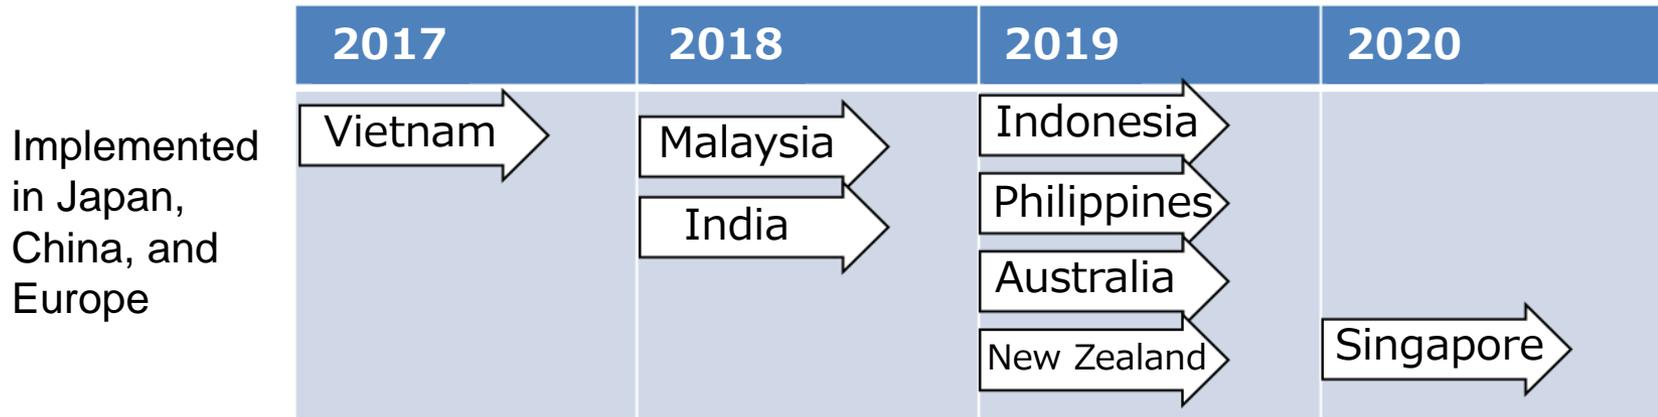 2017 2018 2019 2020
Implemented
in Japan,
China, and
Europe
Vietnam
Malaysia
India
Indonesia
Philippines
Australia
New Zealand
Singapore